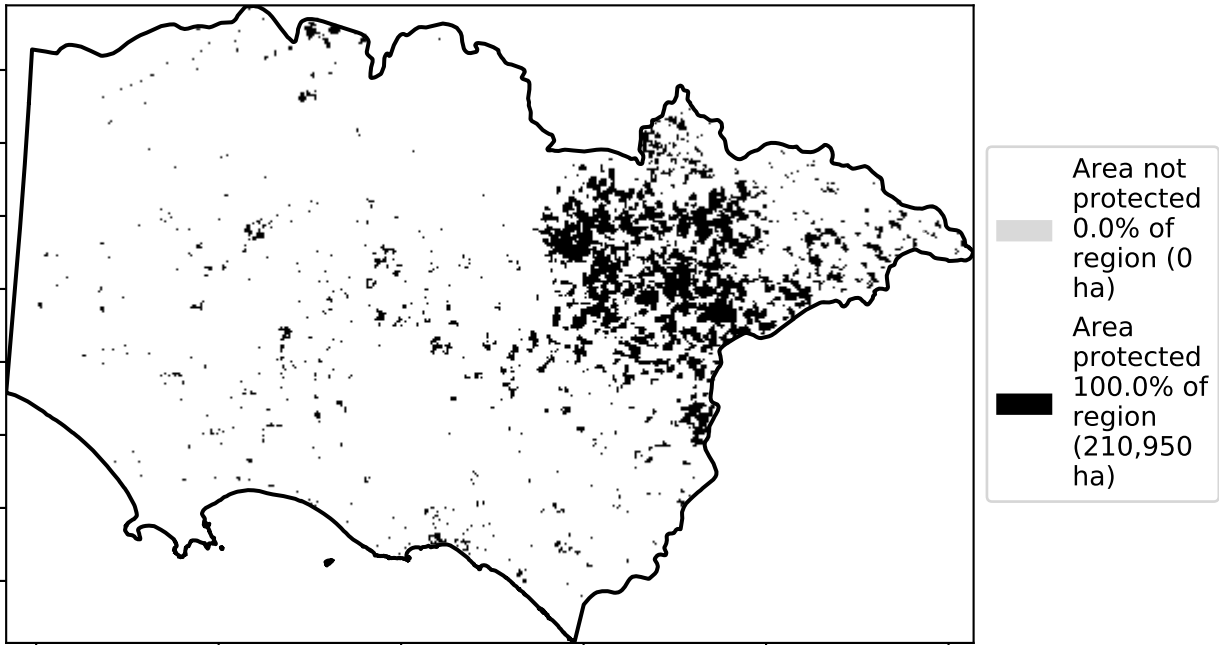 Area not
protected
0.0% of
region (0
ha)
Area
protected
100.0% of
region
(210,950
ha)